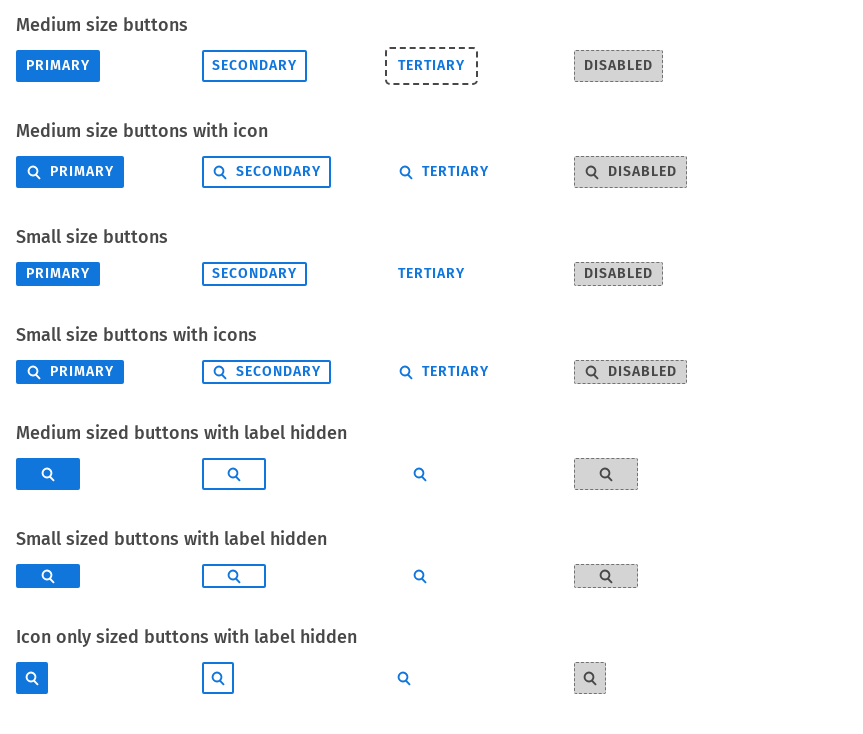 Medium size buttons
PRIMARY SECONDARY TERTIARY DISABLED
Medium size buttons with icon
PRIMARY SECONDARY TERTIARY DISABLED
Small size buttons
PRIMARY SECONDARY TERTIARY DISABLED
Small size buttons with icons
PRIMARY SECONDARY TERTIARY DISABLED
Medium sized buttons with label hidden
Small sized buttons with label hidden
Icon only sized buttons with label hidden